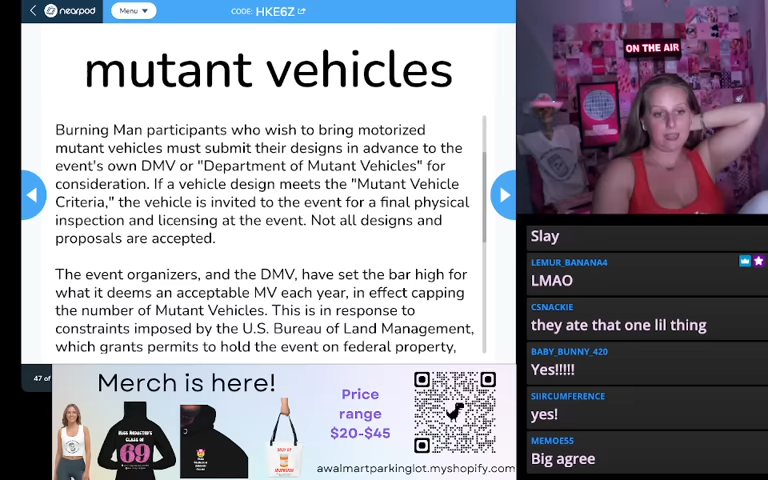 nearpod
Menu
CODE: HKE6Z
mutant vehicles
Burning Man participants who wish to bring motorized
mutant vehicles must submit their designs in advance to the
event's own DMV or "Department of Mutant Vehicles" for
consideration. If a vehicle design meets the "Mutant Vehicle
Criteria," the vehicle is invited to the event for a final physical
inspection and licensing at the event. Not all designs and
proposals are accepted.
The event organizers, and the DMV, have set the bar high for
what it deems an acceptable MV each year, in effect capping
the number of Mutant Vehicles. This is in response to
constraints imposed by the U.S. Bureau of Land Management,
which grants permits to hold the event on federal property,
47 of
Merch is here!
69
Price
range
$20-$45
awalmartparkinglot.myshopify.com
ON THE AIR
Slay
LEMUR_BANANA4
LMAO
CSNACKIE
they ate that one lil thing
BABY_BUNNY_420
Yes!!!!!
SIIRCUMFERENCE
yes!
MEMOE55
Big agree